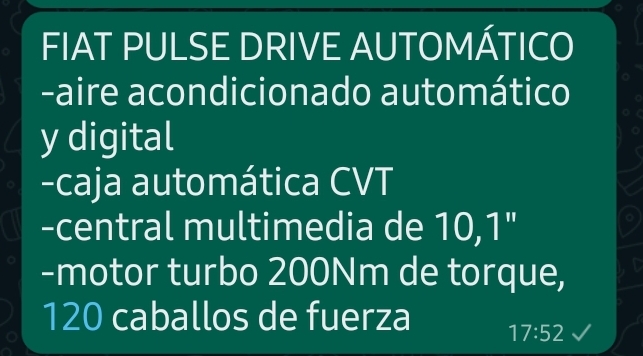 FIAT PULSE DRIVE AUTOMÁTICO
-aire acondicionado automático
y digital
-caja automática CVT
-central multimedia de 10,1"
-motor turbo 200Nm de torque,
120 caballos de fuerza
17:52